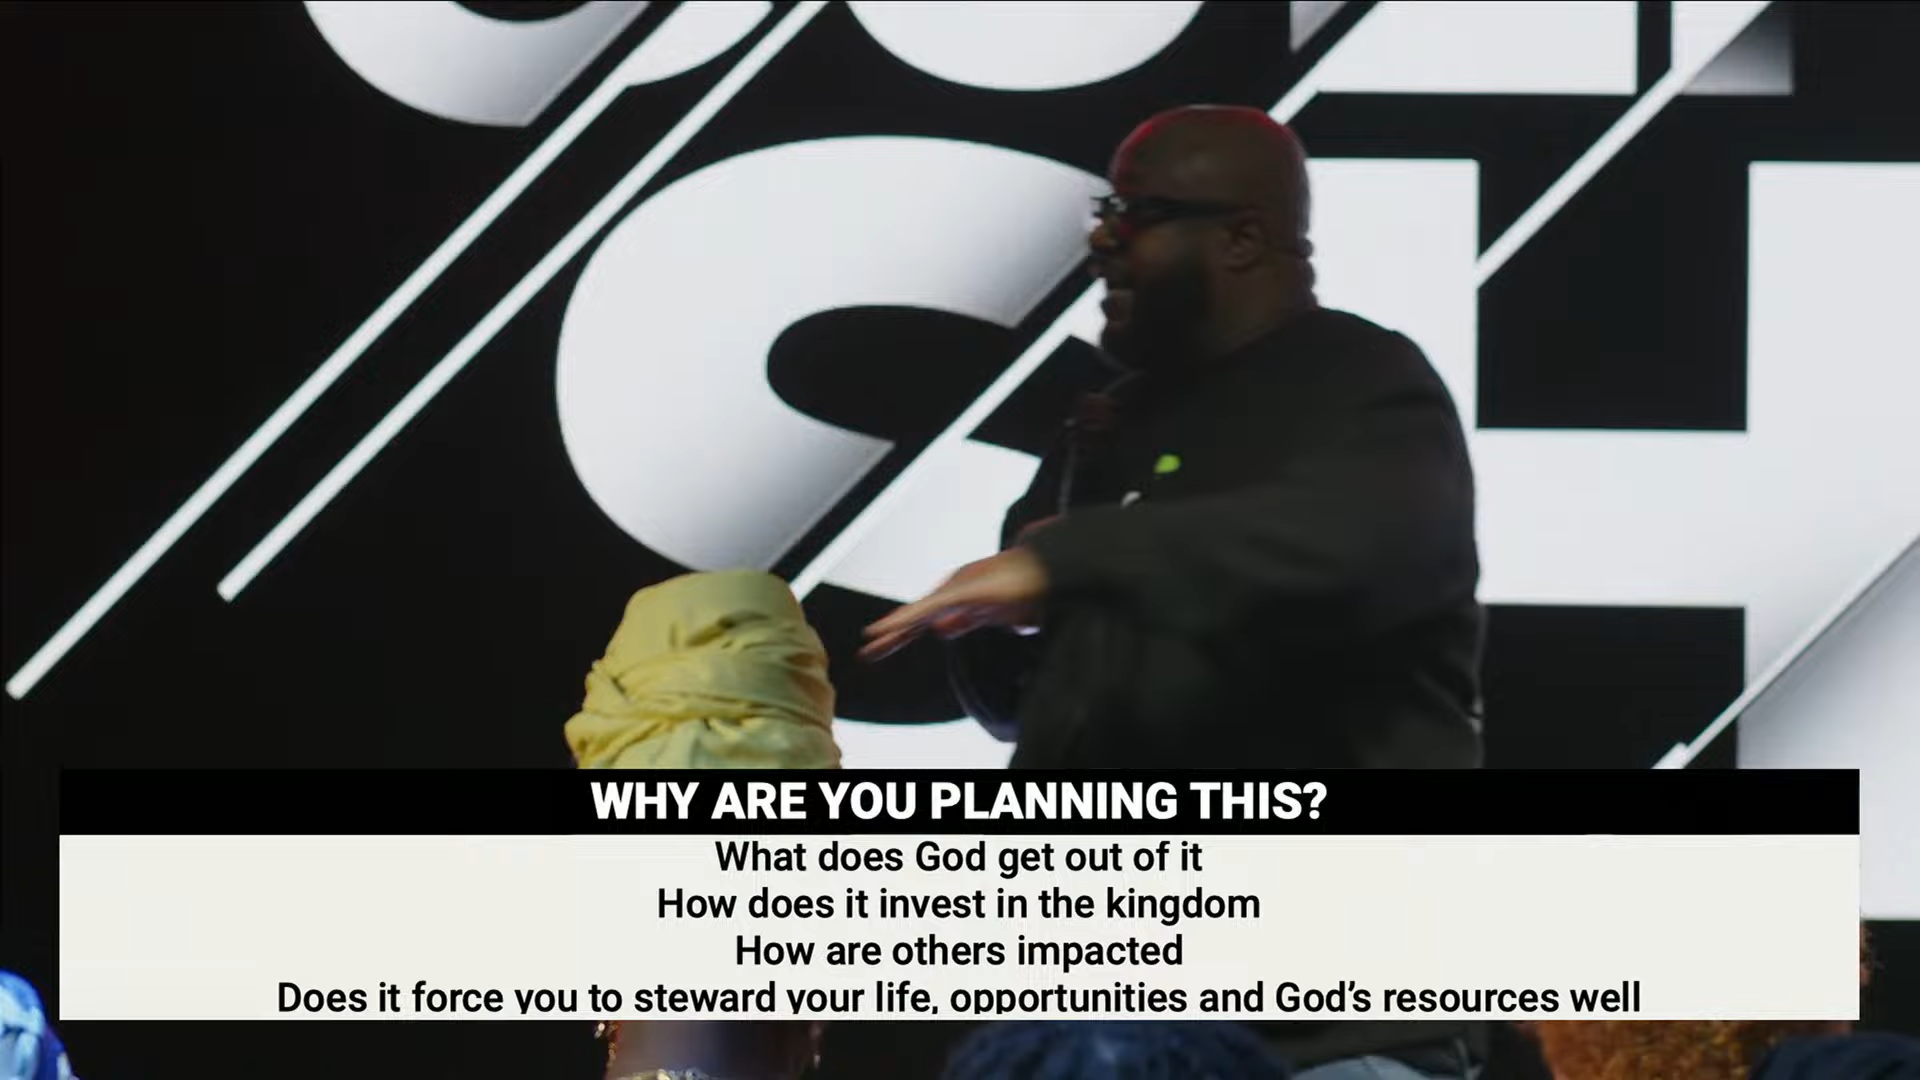 WHY ARE YOU PLANNING THIS?
What does God get out of it
How does it invest in the kingdom
How are others impacted
Does it force you to steward your life, opportunities and God's resources well